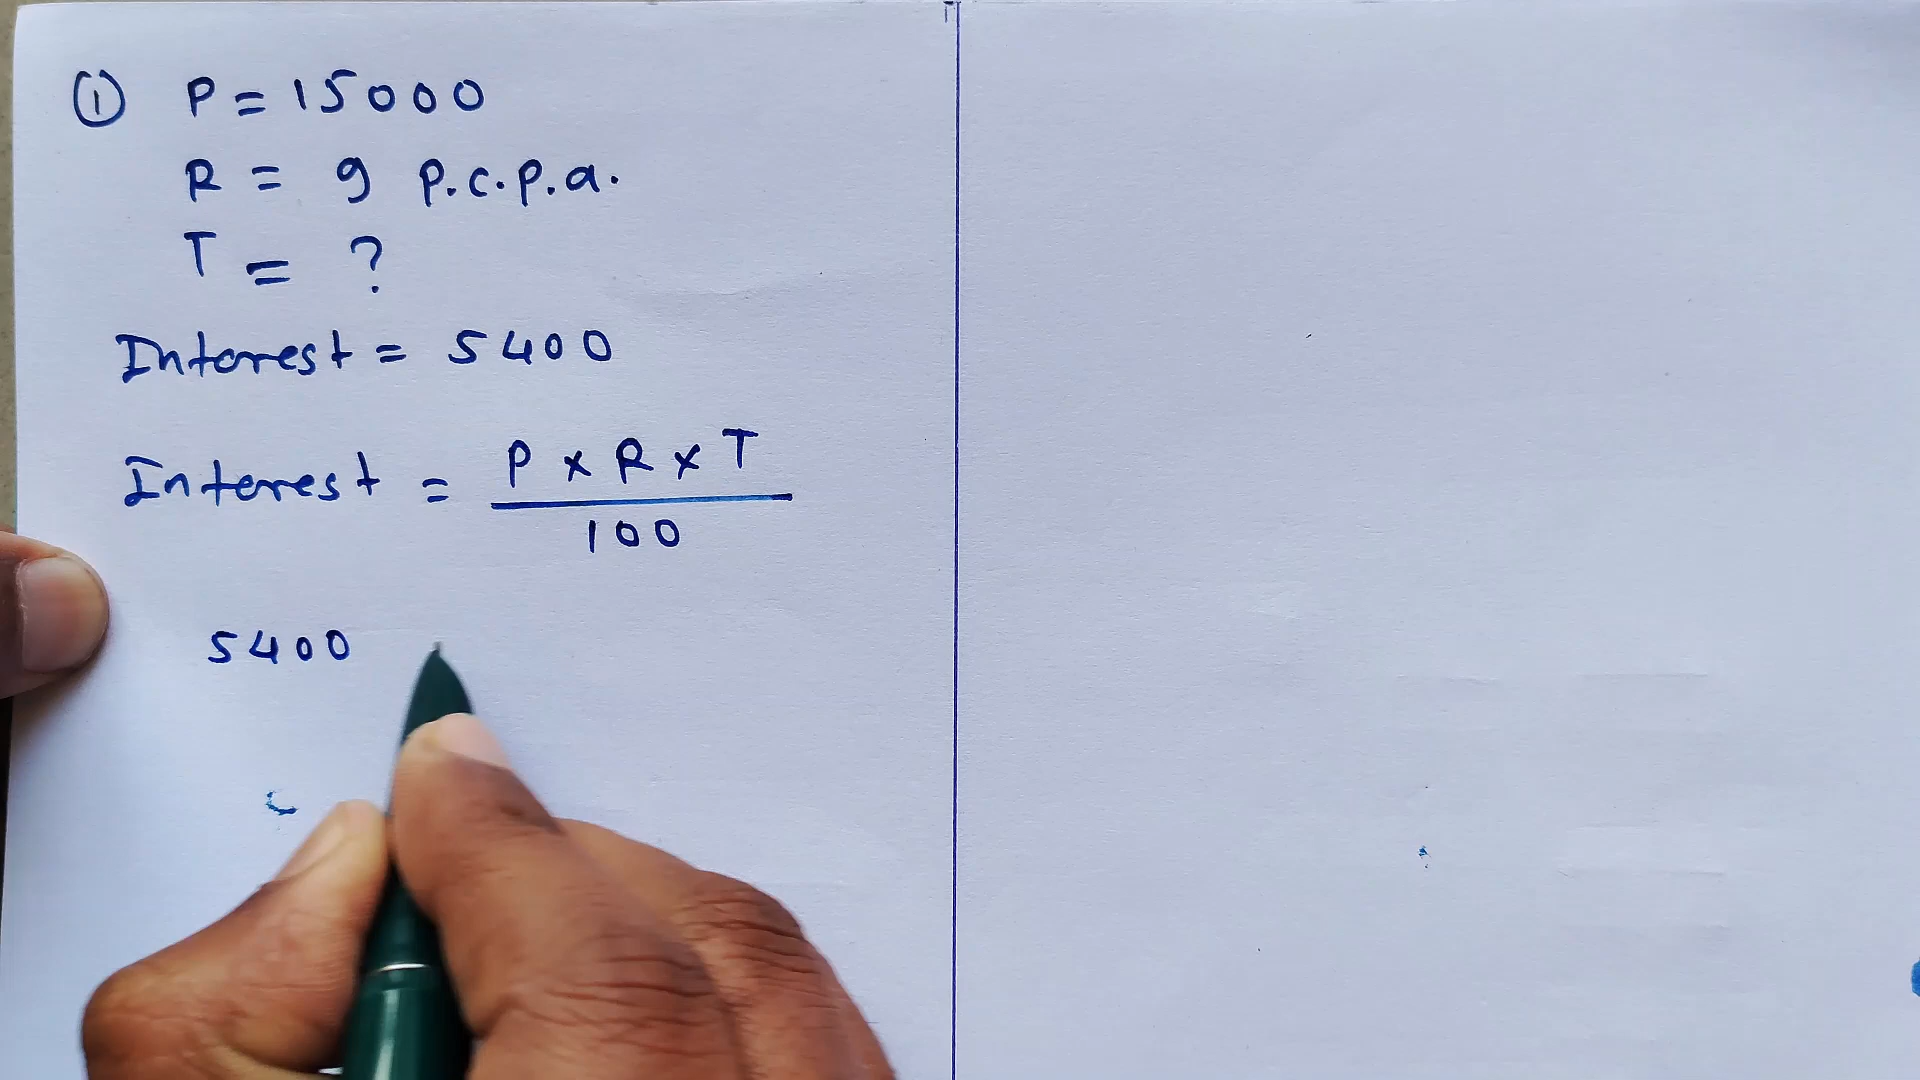 ① P = 15000
R = 9 p.c.p.a.
T = ?
Interest = 5400
Interest = P × R × T
100
5400